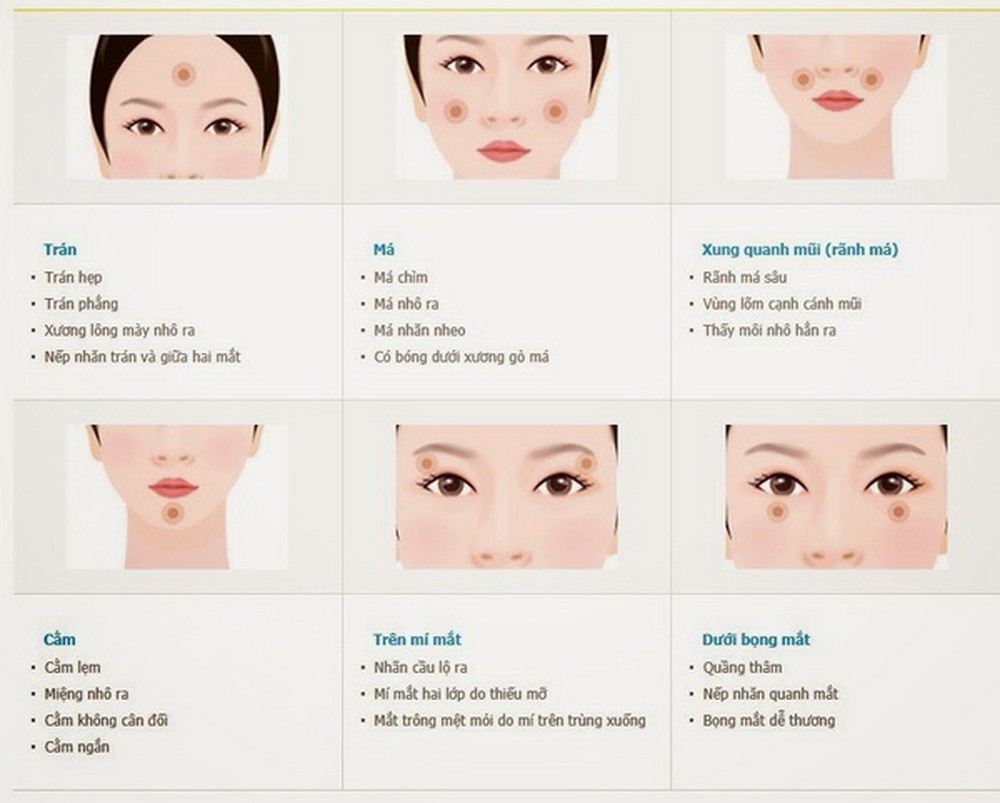 Trán
▪ Trán hẹp
▪ Trán phẳng
▪ Xương lông mày nhô ra
▪ Nếp nhăn trán và giữa hai mắt
Má
▪ Má chìm
▪ Má nhô ra
▪ Má nhăn nheo
▪ Có bóng dưới xương gò má
Xung quanh mũi (rãnh má)
▪ Rãnh má sâu
▪ Vùng lõm cạnh cánh mũi
▪ Thấy môi nhô hẳn ra
Cằm
▪ Cằm lẹm
▪ Miệng nhô ra
▪ Cằm không cân đối
▪ Cằm ngắn
Trên mí mắt
▪ Nhãn cầu lộ ra
▪ Mí mắt hai lớp do thiếu mỡ
▪ Mắt trông mệt mỏi do mí trên trùng xuống
Dưới bọng mắt
▪ Quầng thâm
▪ Nếp nhăn quanh mắt
▪ Bọng mắt dễ thương